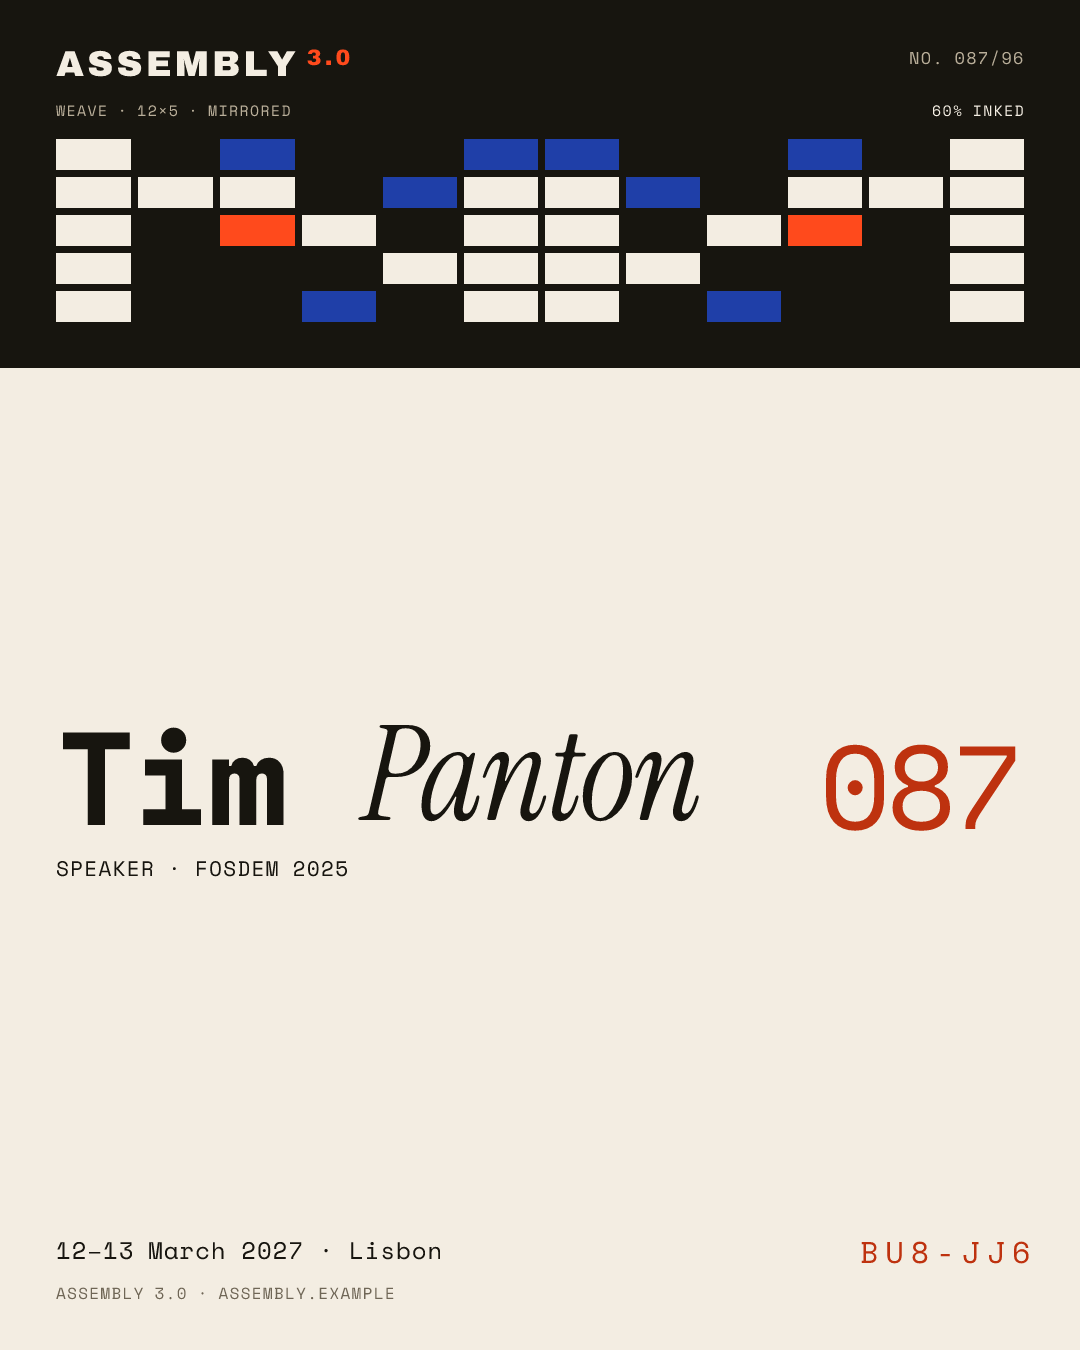 ASSEMBLY 3.0
NO. 087/96
WEAVE · 12×5 · MIRRORED
60% INKED
Tim Panton
087
SPEAKER · FOSDEM 2025
12–13 March 2027 · Lisbon
BU8-JJ6
ASSEMBLY 3.0 · ASSEMBLY.EXAMPLE